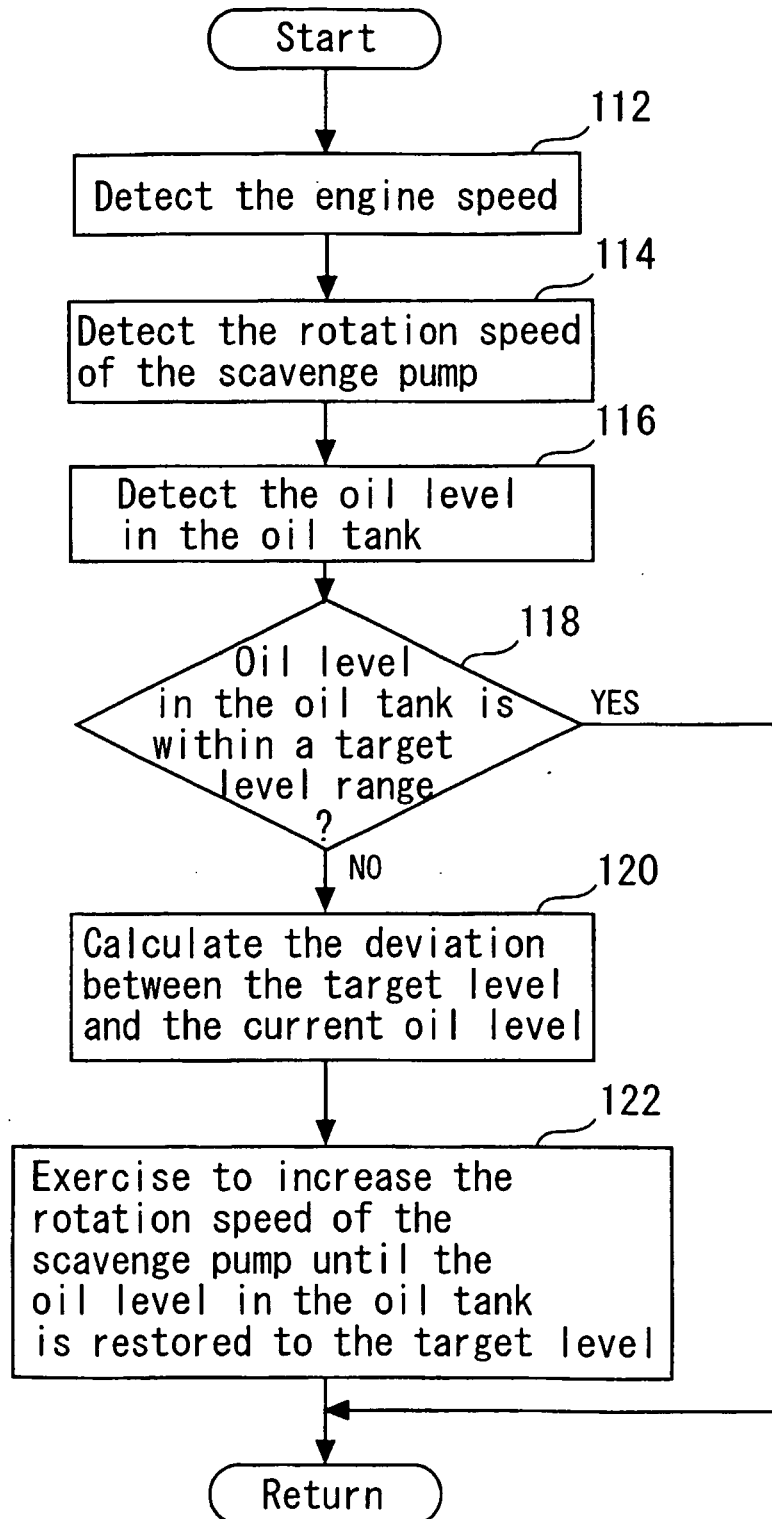 Start
112
Detect the engine speed
114
Detect the rotation speed
of the scavenge pump
116
Detect the oil level
in the oil tank
118
Oil level
in the oil tank is
within a target
level range
?
YES
NO
120
Calculate the deviation
between the target level
and the current oil level
122
Exercise to increase the
rotation speed of the
scavenge pump until the
oil level in the oil tank
is restored to the target level
Return